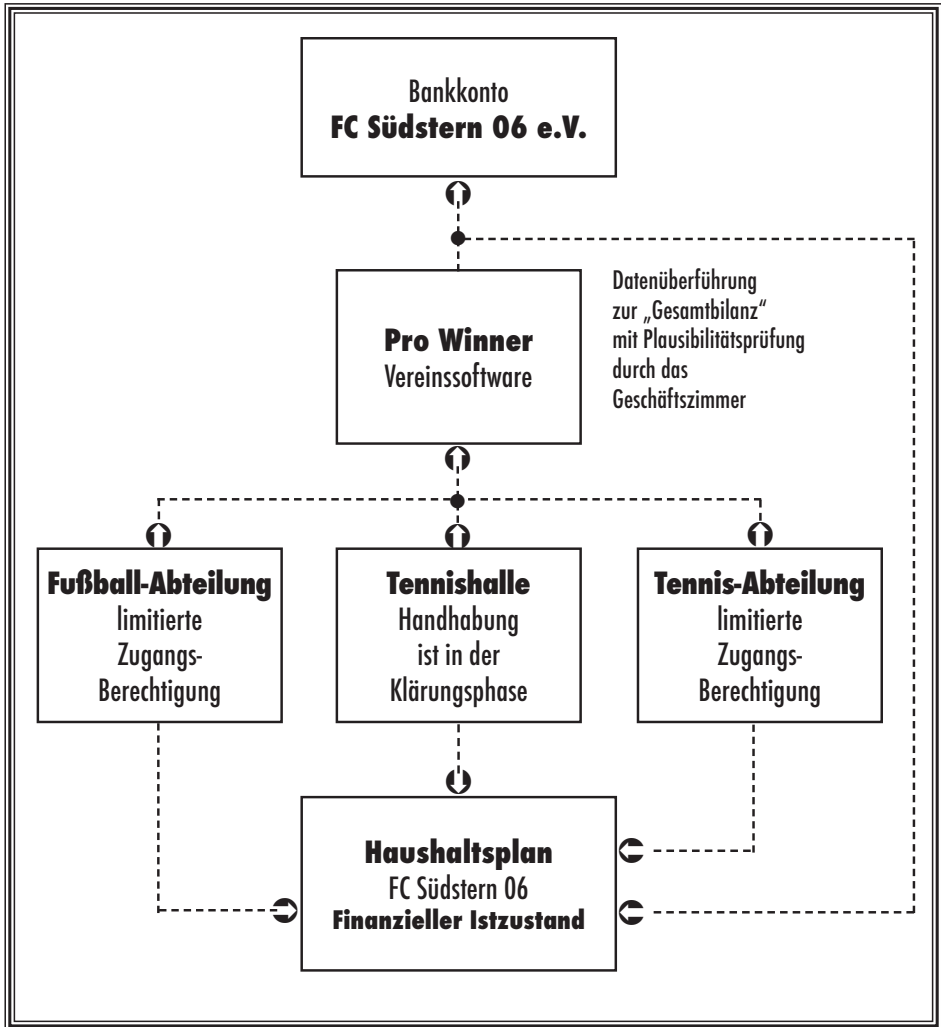 Bankkonto
FC Südstern 06 e.V.
Pro Winner
Vereinssoftware
Datenüberführung
zur „Gesamtbilanz“
mit Plausibilitätsprüfung
durch das
Geschäftszimmer
Fußball-Abteilung
limitierte
Zugangs-
Berechtigung
Tennishalle
Handhabung
ist in der
Klärungsphase
Tennis-Abteilung
limitierte
Zugangs-
Berechtigung
Haushaltsplan
FC Südstern 06
Finanzieller Istzustand